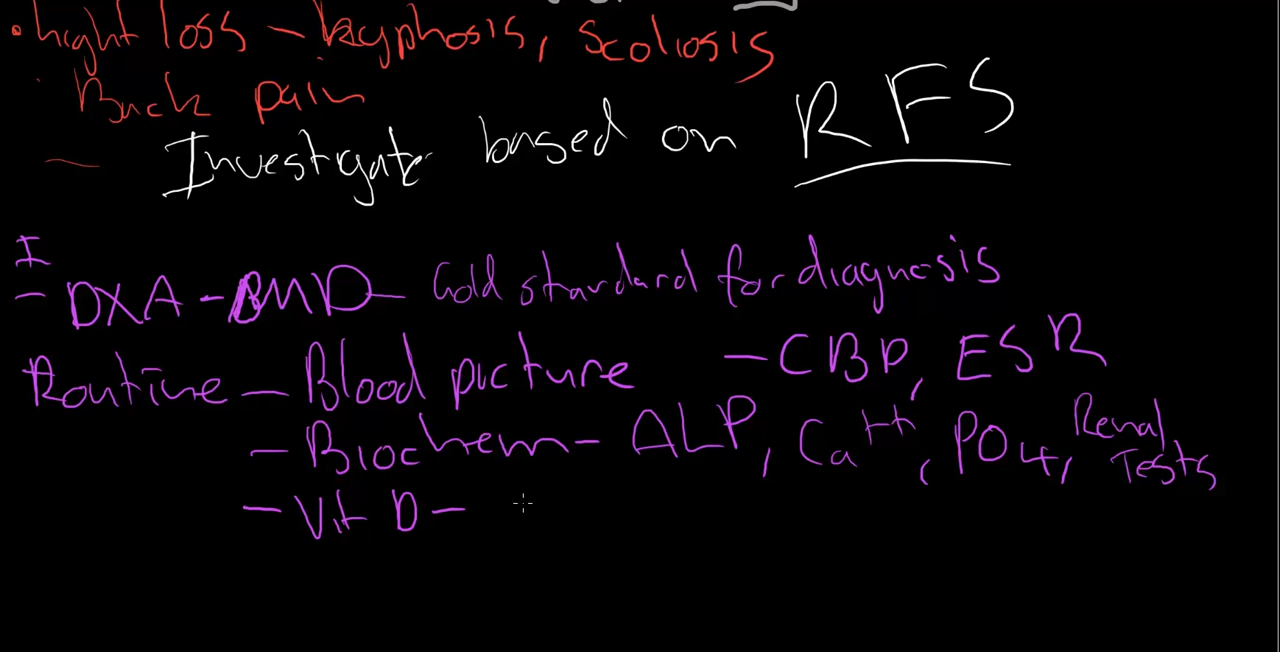 • hight loss - kyphosis, Scoliosis
• Back pain
Investigate based on RFS
I
- DXA - BMD - Gold standard for diagnosis
Routine - Blood picture - CBP, ESR
- Biochem - ALP, Ca++, PO4, Renal Tests
- Vit D -